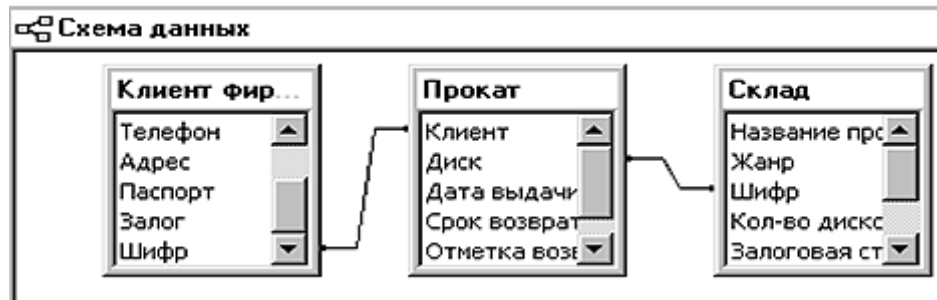 Схема данных
Клиент фир...
Телефон
Адрес
Паспорт
Залог
Шифр
Прокат
Клиент
Диск
Дата выдачи
Срок возврат
Отметка возв
Склад
Название про
Жанр
Шифр
Кол-во диско
Залоговая ст